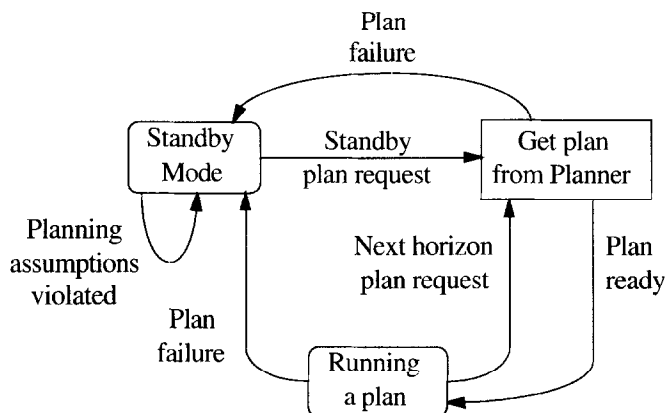 Plan
failure
Standby
Mode
Standby
plan request
Get plan
from Planner
Planning
assumptions
violated
Next horizon
plan request
Plan
ready
Plan
failure
Running
a plan